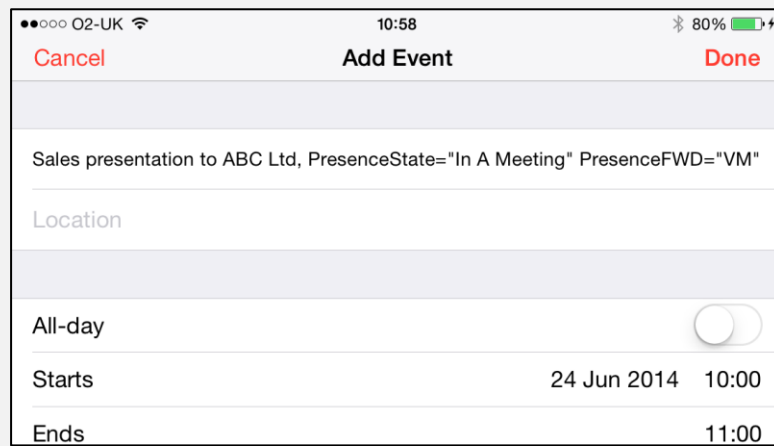 O2-UK 10:58 80%
Cancel Add Event Done
Sales presentation to ABC Ltd, PresenceState="In A Meeting" PresenceFWD="VM"
Location
All-day
Starts 24 Jun 2014 10:00
Ends 11:00